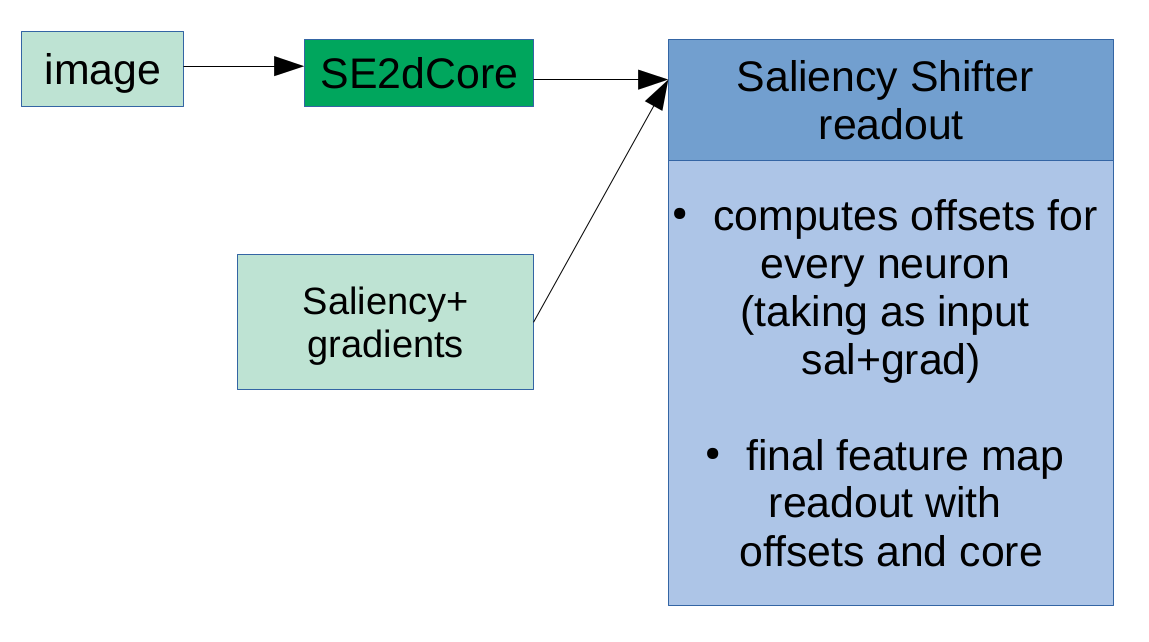 image
SE2dCore
Saliency Shifter
readout
Saliency+
gradients
• computes offsets for
every neuron
(taking as input
sal+grad)
• final feature map
readout with
offsets and core